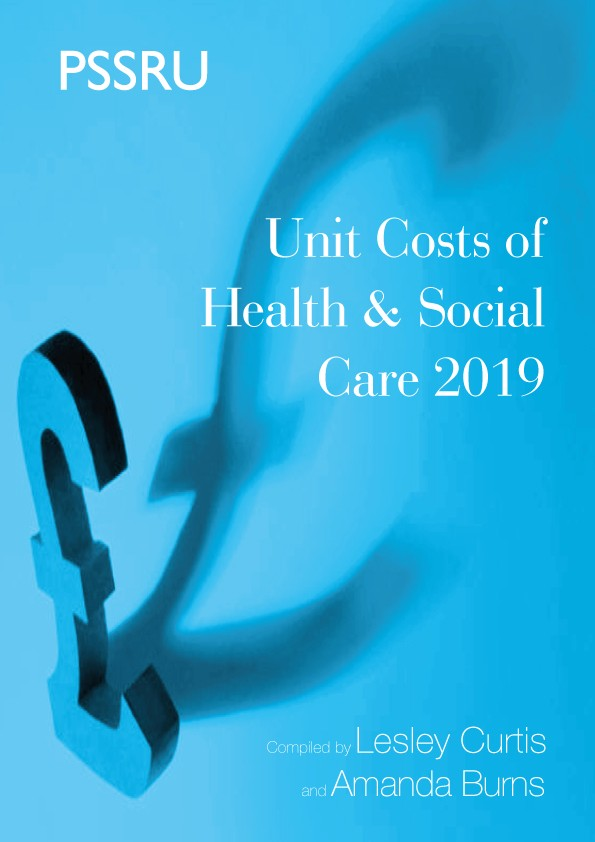 PSSRU
Unit Costs of
Health & Social
Care 2019
Compiled by Lesley Curtis
and Amanda Burns